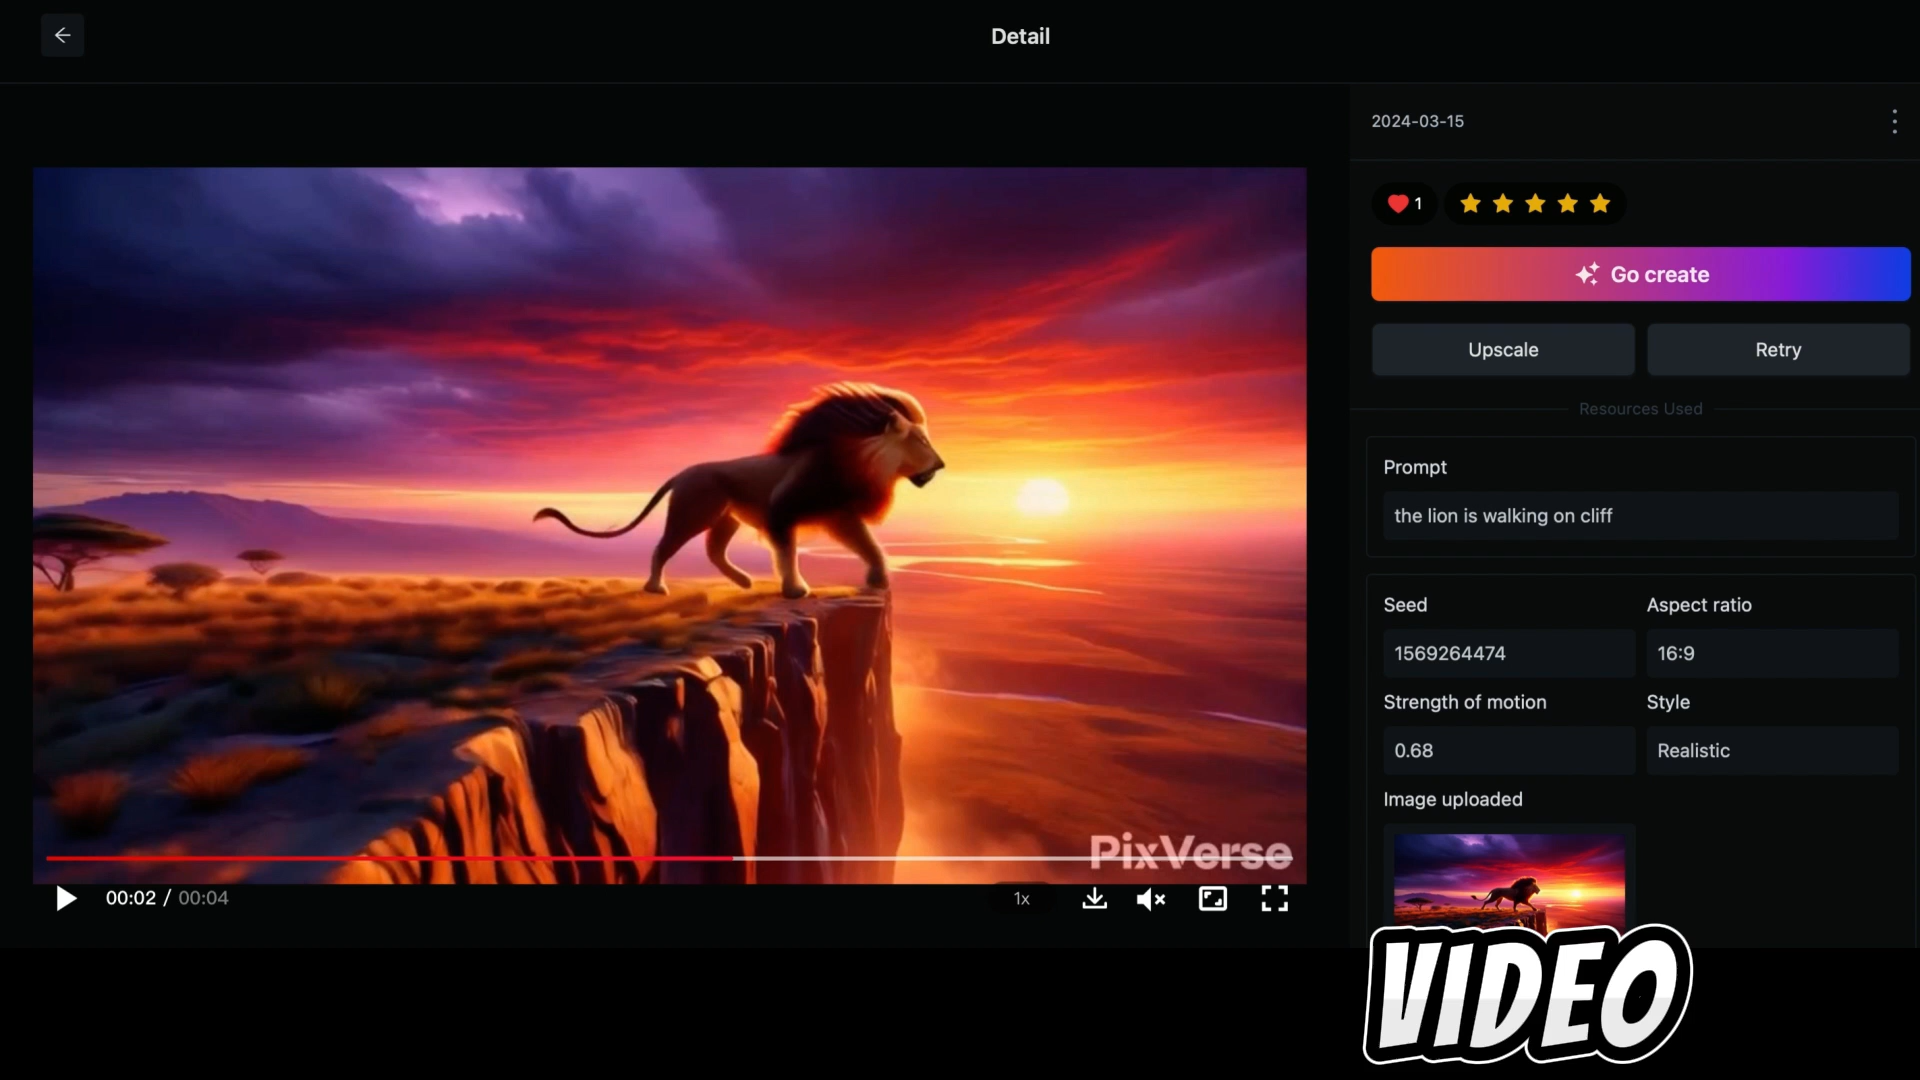 Detail
2024-03-15
1
Go create
Upscale
Retry
Resources Used
Prompt
the lion is walking on cliff
Seed
Aspect ratio
1569264474
16:9
Strength of motion
Style
0.68
Realistic
Image uploaded
PixVerse
00:02 / 00:04
1x
VIDEO